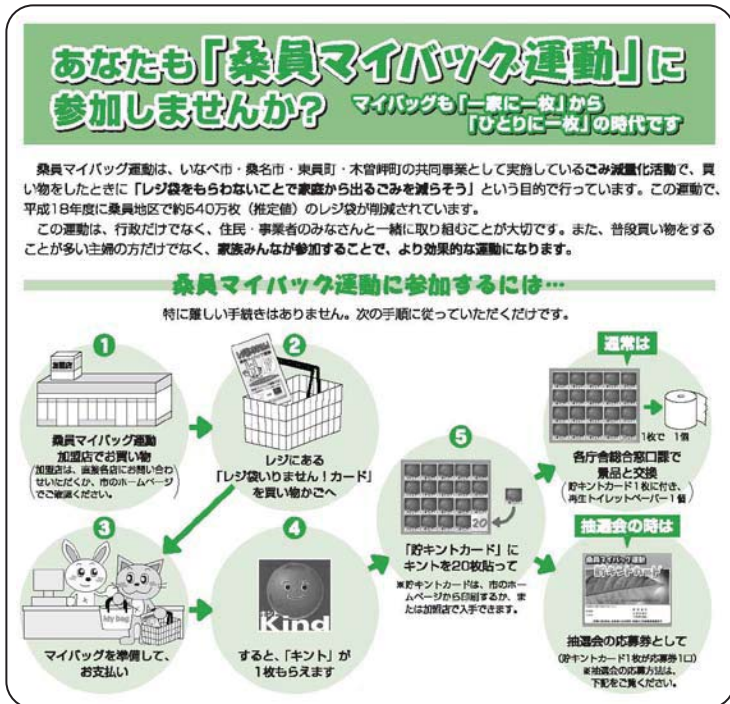 あなたも「桑員マイバッグ運動」に
参加しませんか?
マイバッグも「一家に一枚」から
「ひとりに一枚」の時代です
桑員マイバッグ運動は、いなべ市・桑名市・東員町・木曽岬町の共同事業として実施しているごみ減量化活動で、買
い物をしたときに「レジ袋をもらわないことで家庭から出るごみを減らそう」という目的で行っています。この運動で、
平成18年度に桑員地区で約540万枚(推定値)のレジ袋が削減されています。
この運動は、行政だけでなく、住民・事業者のみなさんと一緒に取り組むことが大切です。また、普段買い物をする
ことが多い主婦の方だけでなく、家族みんなが参加することで、より効果的な運動になります。
桑員マイバッグ運動に参加するには…
特に難しい手続きはありません。次の手順に従っていただくだけです。
1
加盟店
桑員マイバッグ運動
加盟店でお買い物
(加盟店は、直接各店にお問い合わ
せいただくか、市のホームページ
でご確認ください。)
2
レジにある
「レジ袋いりません!カード」
を買い物かごへ
3
My bag
マイバッグを準備して、
お支払い
4
キント
Kind
すると、「キント」が
1枚もらえます
5
20
「貯キントカード」に
キントを20枚貼って
※貯キントカードは、市のホー
ムページから印刷するか、ま
たは加盟店で入手できます。
通常は
1枚で 1個
各庁舎総合窓口課で
景品と交換
(貯キントカード1枚に付き、
再生トイレットペーパー1個)
抽選会の時は
桑員マイバッグ運動
貯キントカード
抽選会の応募券として
(貯キントカード1枚が応募券1口)
※抽選会の応募方法は、
下記をご覧ください。